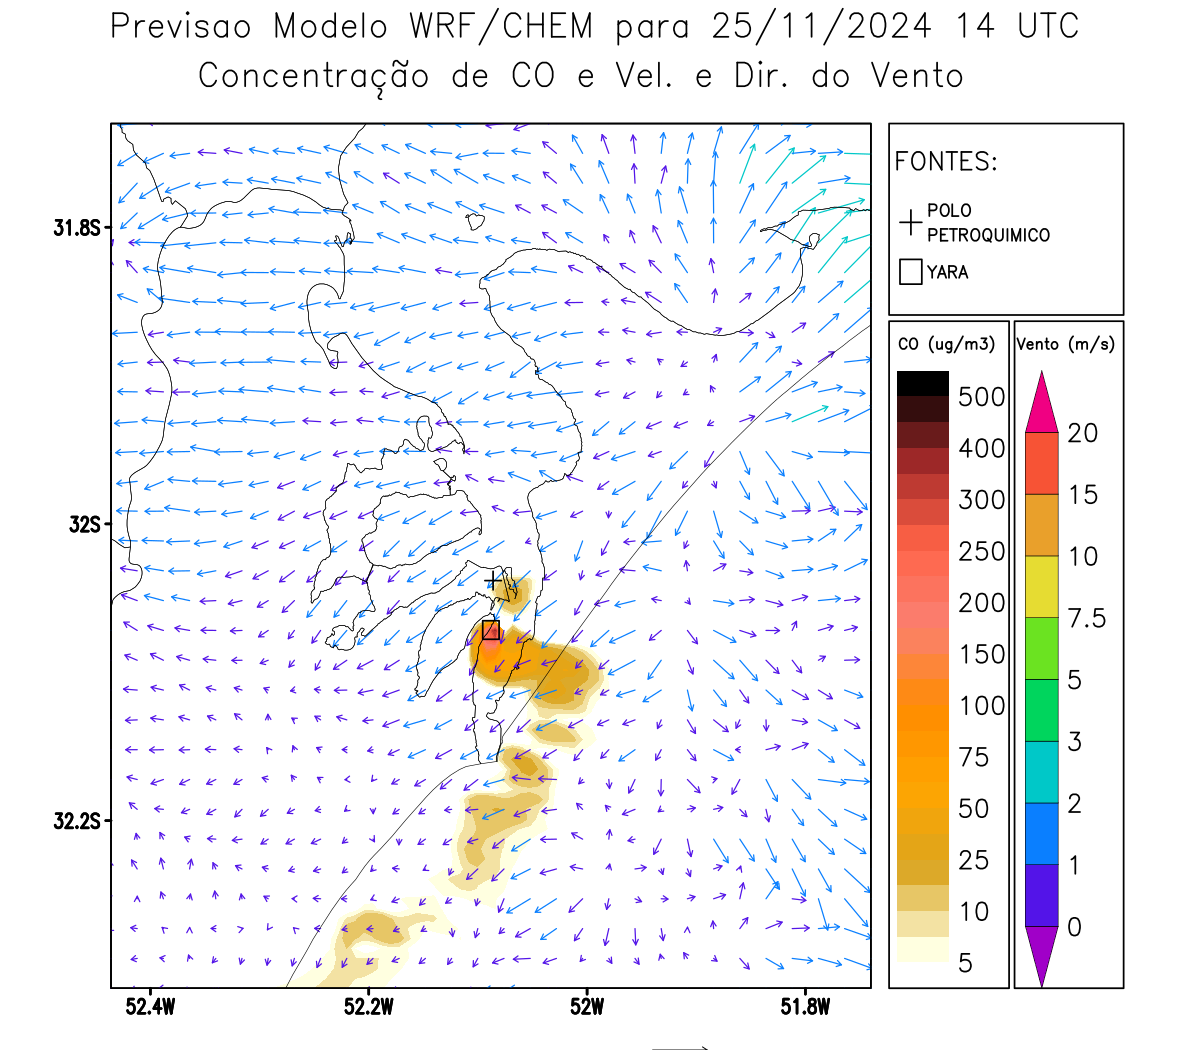 Previsao Modelo WRF/CHEM para 25/11/2024 14 UTC
Concentração de CO e Vel. e Dir. do Vento
FONTES:
POLO
PETROQUIMICO
YARA
CO (ug/m3)
500
400
300
250
200
150
100
75
50
25
10
5
Vento (m/s)
20
15
10
7.5
5
3
2
1
0
31.8S
32S
32.2S
52.4W
52.2W
52W
51.8W